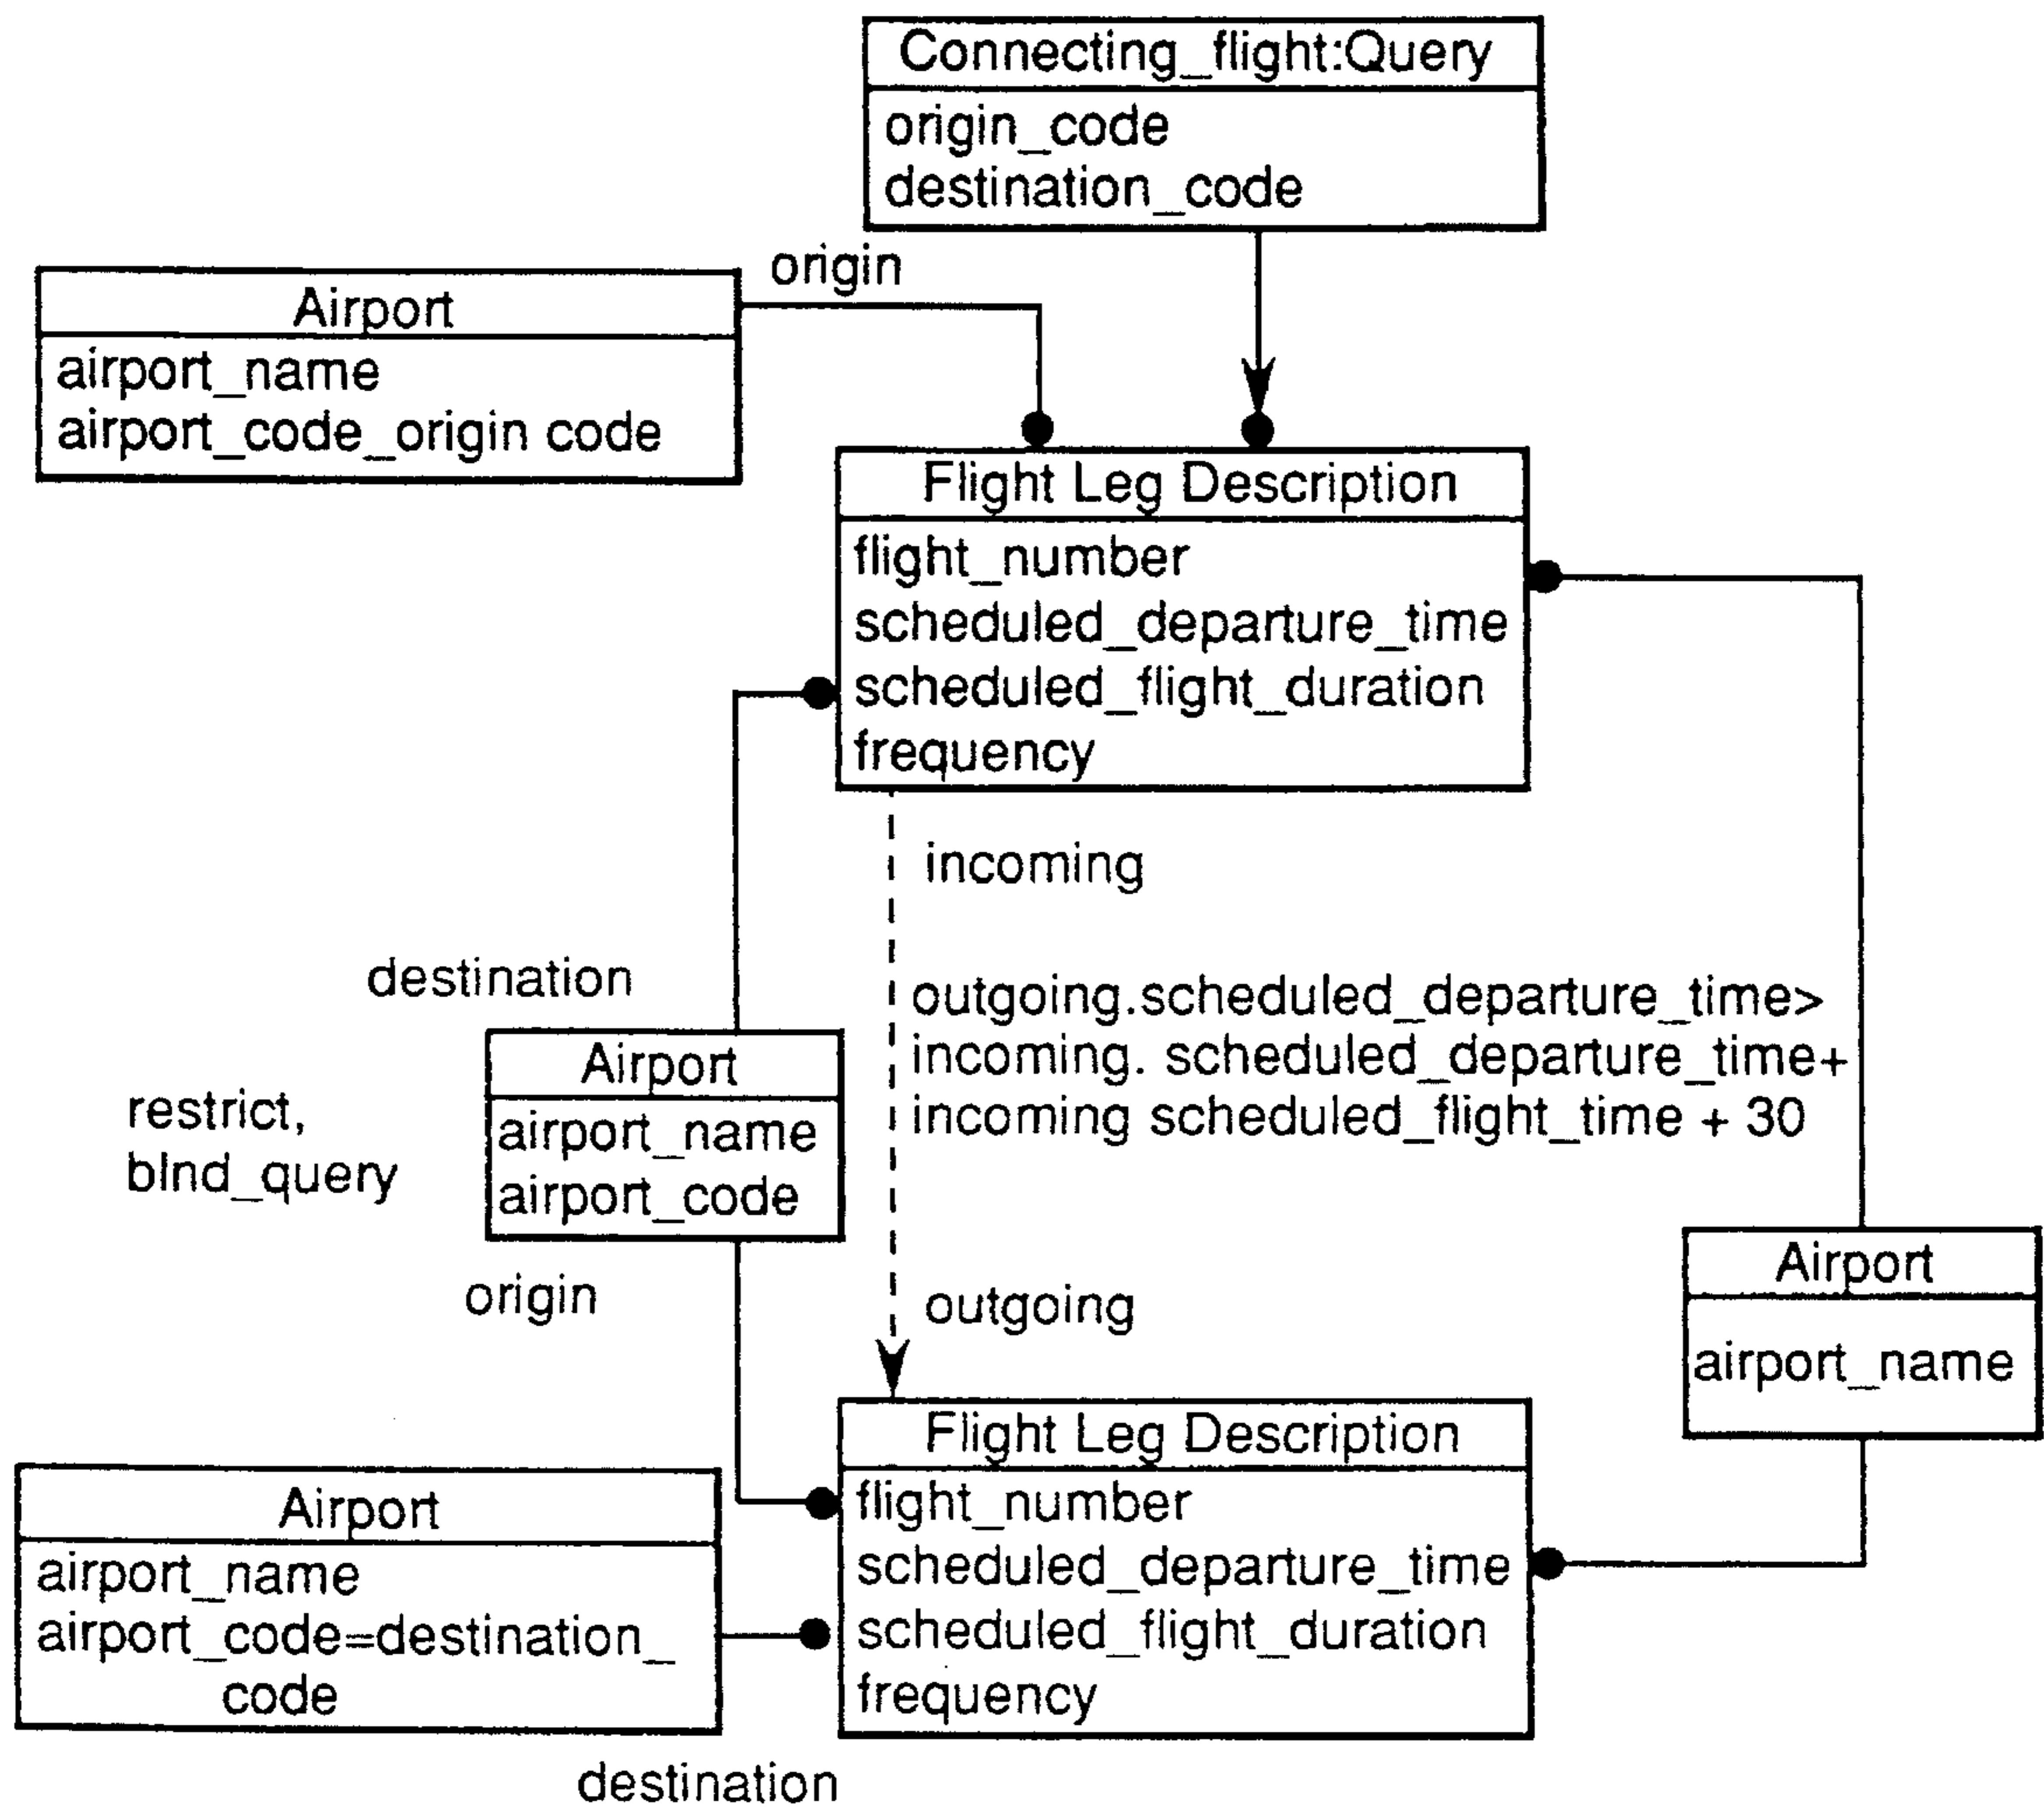 Connecting_flight:Query
origin_code
destination_code
origin
Airport
airport_name
airport_code_origin code
Flight Leg Description
flight_number
scheduled_departure_time
scheduled_flight_duration
frequency
incoming
destination
outgoing.scheduled_departure_time>
incoming. scheduled_departure_time+
incoming scheduled_flight_time + 30
Airport
airport_name
airport_code
restrict,
bInd_query
origin
outgoing
Airport
airport_name
Flight Leg Description
flight_number
scheduled_departure_time
scheduled_flight_duration
frequency
Airport
airport_name
airport_code=destination_
code
destination